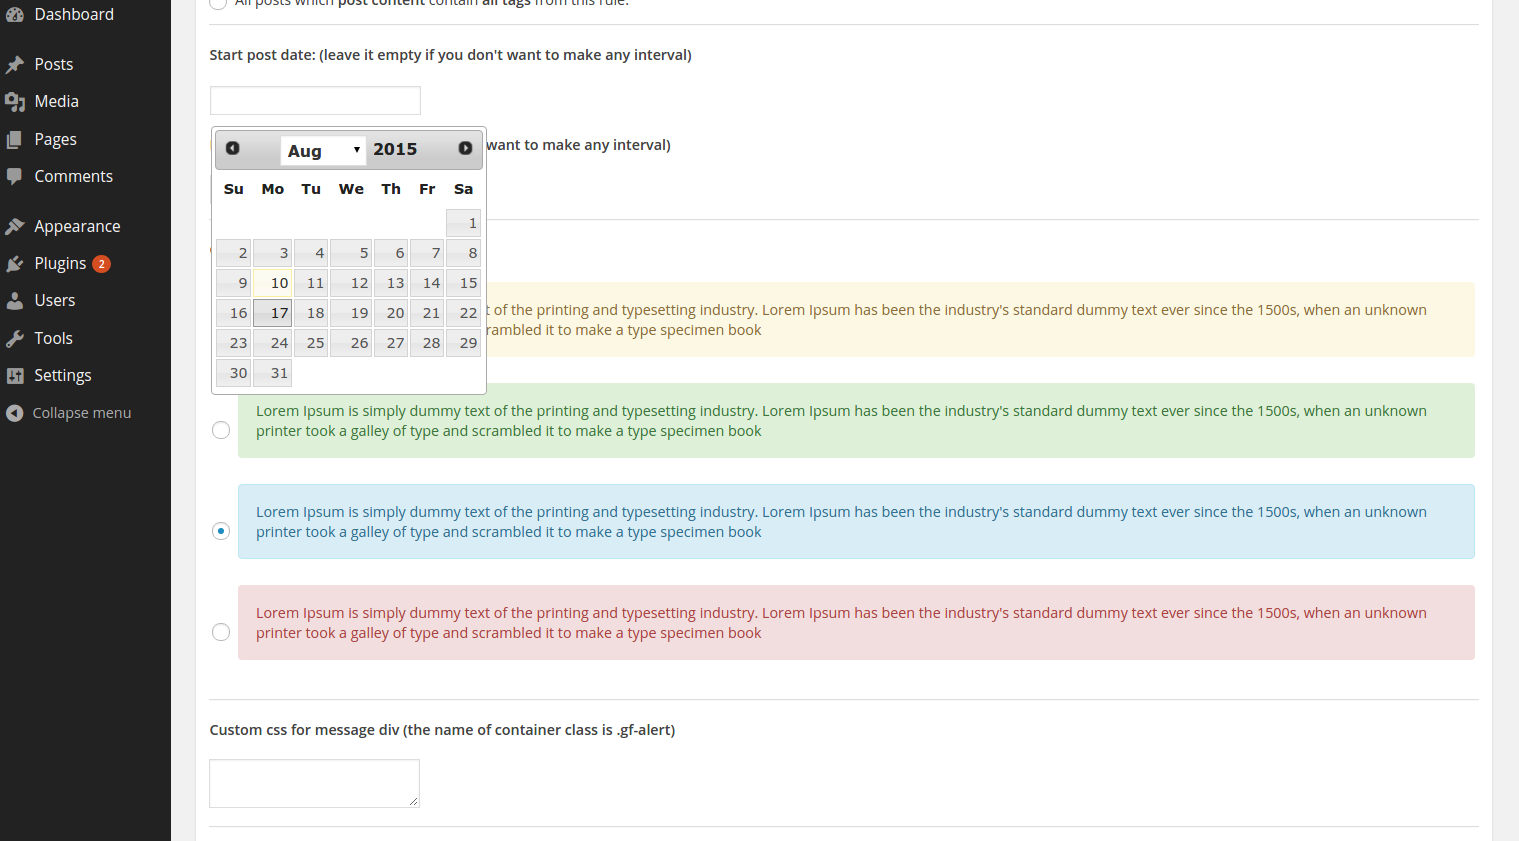 Dashboard
Posts
Media
Pages
Comments
Appearance
Plugins 2
Users
Tools
Settings
Collapse menu
All posts which post content contain all tags from this rule.
Start post date: (leave it empty if you don't want to make any interval)
want to make any interval)
Aug 2015
Su Mo Tu We Th Fr Sa
1
2 3 4 5 6 7 8
9 10 11 12 13 14 15
16 17 18 19 20 21 22
23 24 25 26 27 28 29
30 31
of the printing and typesetting industry. Lorem Ipsum has been the industry's standard dummy text ever since the 1500s, when an unknown
rambled it to make a type specimen book
Lorem Ipsum is simply dummy text of the printing and typesetting industry. Lorem Ipsum has been the industry's standard dummy text ever since the 1500s, when an unknown
printer took a galley of type and scrambled it to make a type specimen book
Lorem Ipsum is simply dummy text of the printing and typesetting industry. Lorem Ipsum has been the industry's standard dummy text ever since the 1500s, when an unknown
printer took a galley of type and scrambled it to make a type specimen book
Lorem Ipsum is simply dummy text of the printing and typesetting industry. Lorem Ipsum has been the industry's standard dummy text ever since the 1500s, when an unknown
printer took a galley of type and scrambled it to make a type specimen book
Custom css for message div (the name of container class is .gf-alert)